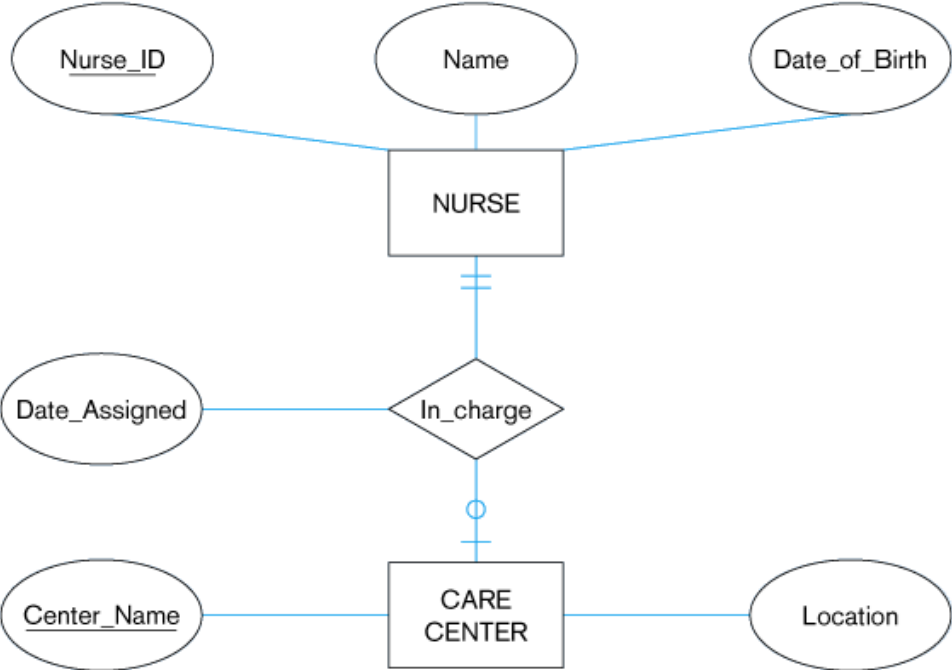 Nurse_ID
Name
Date_of_Birth
NURSE
Date_Assigned
In_charge
Center_Name
CARE
CENTER
Location